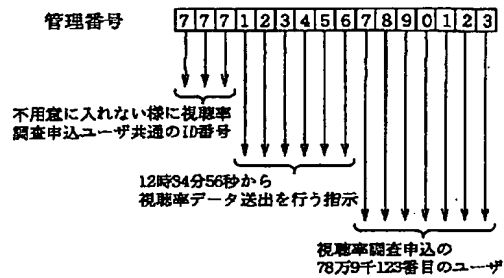 管理番号 7771234567890123
不用意に入れない様に視聴率
調査申込ユーザ共通のID番号
12時34分56秒から
視聴率データ送出を行う指示
視聴率調査申込の
78万9千123番目のユーザ